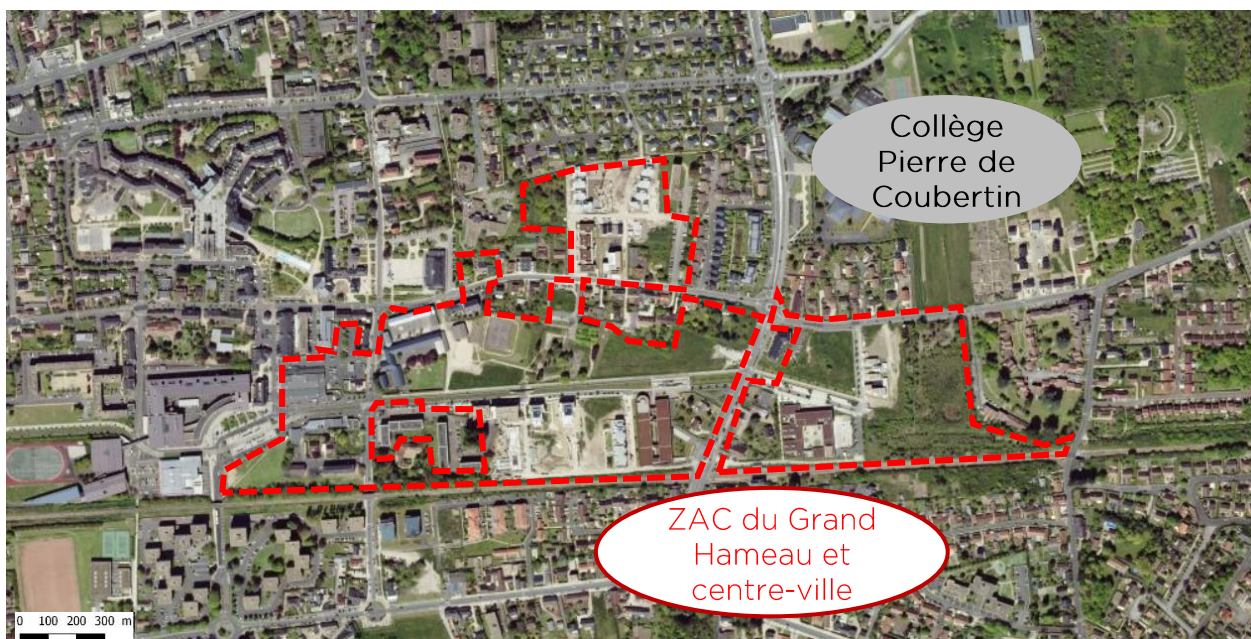 Collège
Pierre de
Coubertin
ZAC du Grand
Hameau et
centre-ville
0 100 200 300 m